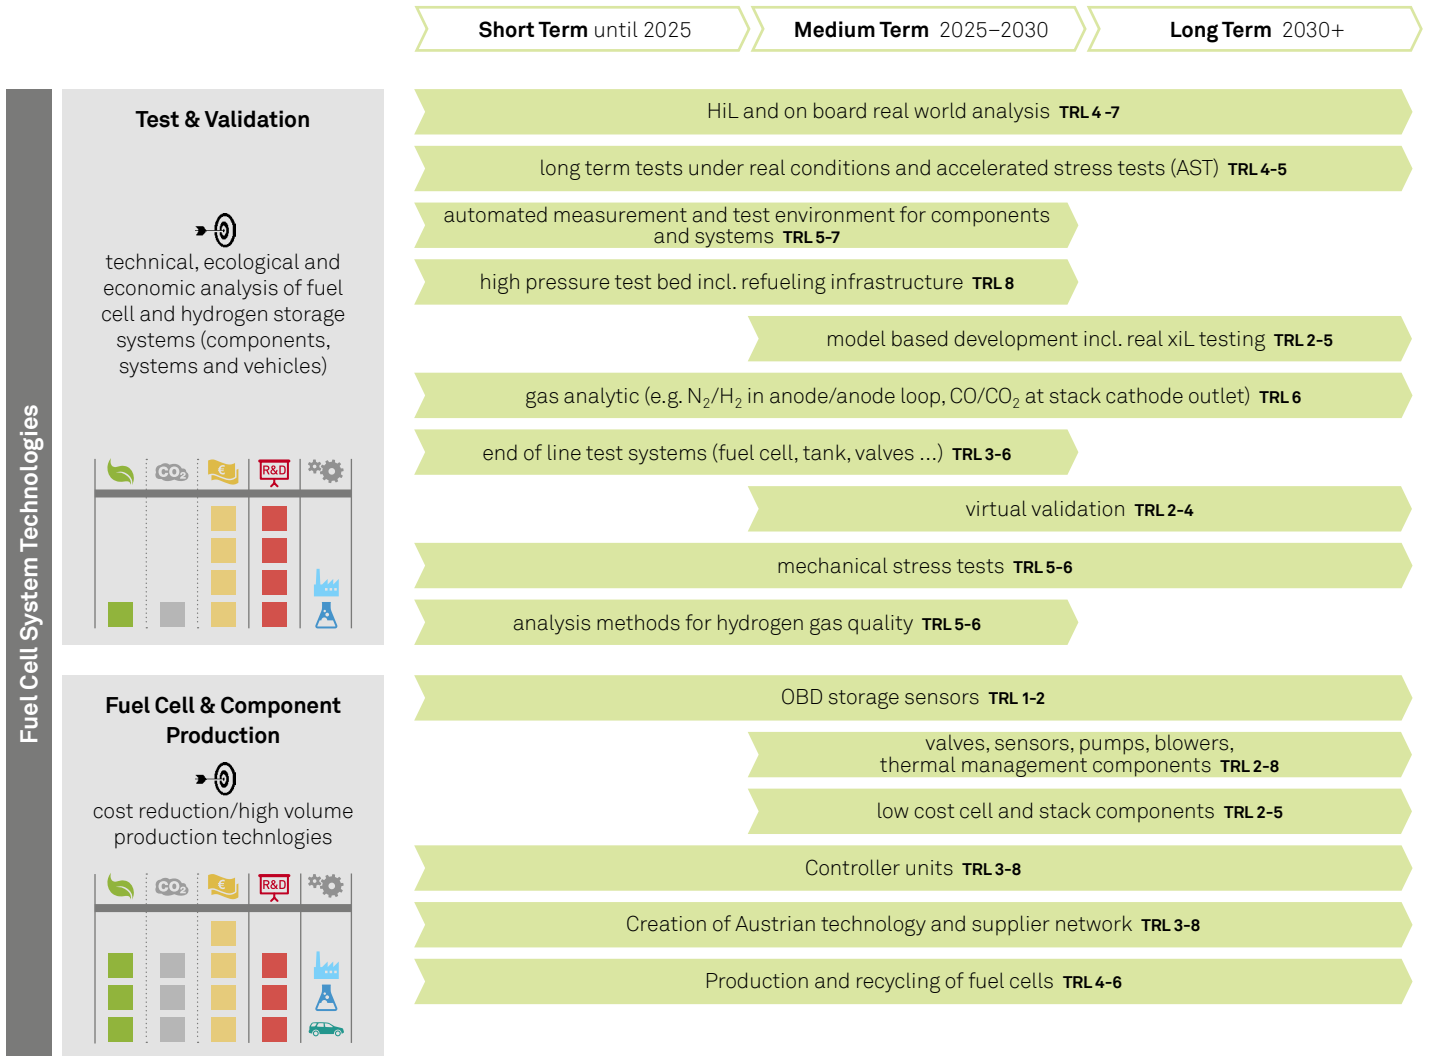 Short Term until 2025
Medium Term 2025–2030
Long Term 2030+
Fuel Cell System Technologies
Test & Validation
technical, ecological and
economic analysis of fuel
cell and hydrogen storage
systems (components,
systems and vehicles)
CO2
€
R&D
HiL and on board real world analysis TRL 4 -7
long term tests under real conditions and accelerated stress tests (AST) TRL 4-5
automated measurement and test environment for components
and systems TRL 5-7
high pressure test bed incl. refueling infrastructure TRL 8
model based development incl. real xiL testing TRL 2-5
gas analytic (e.g. N₂/H₂ in anode/anode loop, CO/CO₂ at stack cathode outlet) TRL 6
end of line test systems (fuel cell, tank, valves ...) TRL 3-6
virtual validation TRL 2-4
mechanical stress tests TRL 5-6
analysis methods for hydrogen gas quality TRL 5-6
Fuel Cell & Component
Production
cost reduction/high volume
production technlogies
CO2
€
R&D
OBD storage sensors TRL 1-2
valves, sensors, pumps, blowers,
thermal management components TRL 2-8
low cost cell and stack components TRL 2-5
Controller units TRL 3-8
Creation of Austrian technology and supplier network TRL 3-8
Production and recycling of fuel cells TRL 4-6